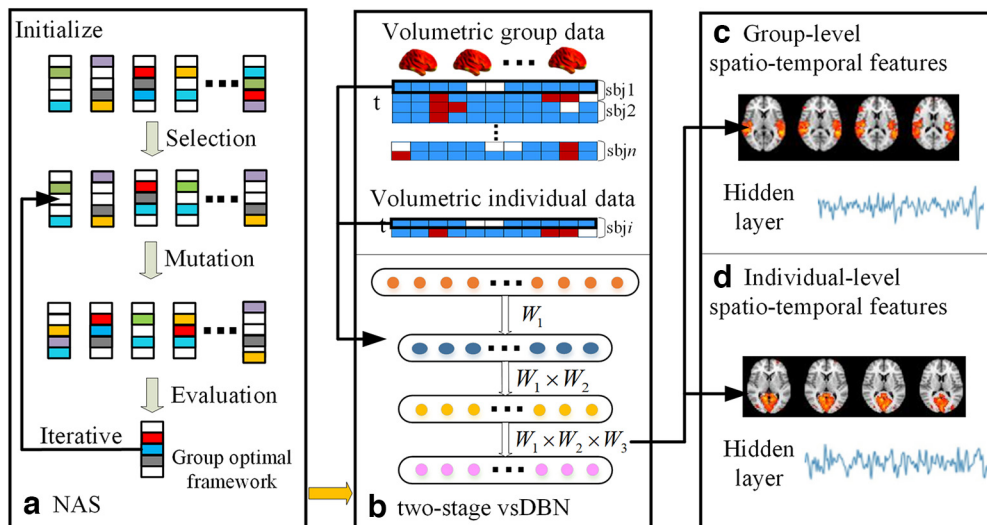 Initialize
Selection
Mutation
Evaluation
Iterative
Group optimal
framework
a NAS
Volumetric group data
t
sbj1
sbj2
sbjn
Volumetric individual data
t
sbji
W1
W1 × W2
W1 × W2 × W3
b two-stage vsDBN
c Group-level
spatio-temporal features
Hidden
layer
d Individual-level
spatio-temporal features
Hidden
layer